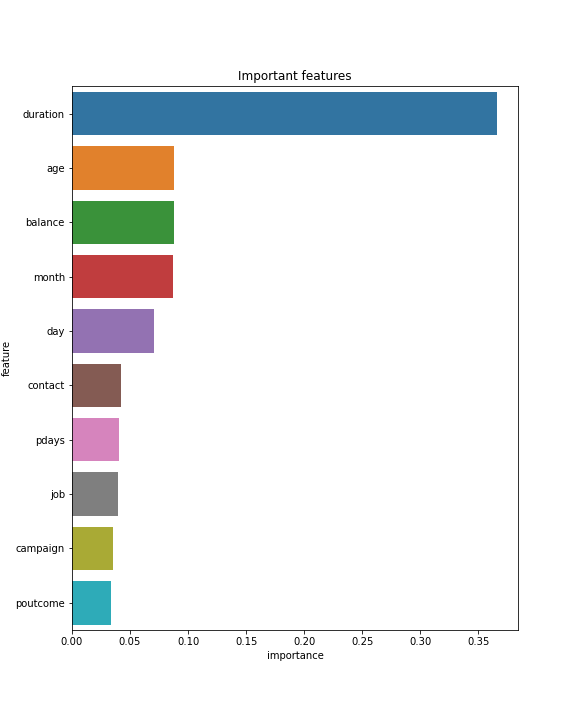 Important features
duration
age
balance
month
day
contact
pdays
job
campaign
poutcome
feature
0.00 0.05 0.10 0.15 0.20 0.25 0.30 0.35
importance